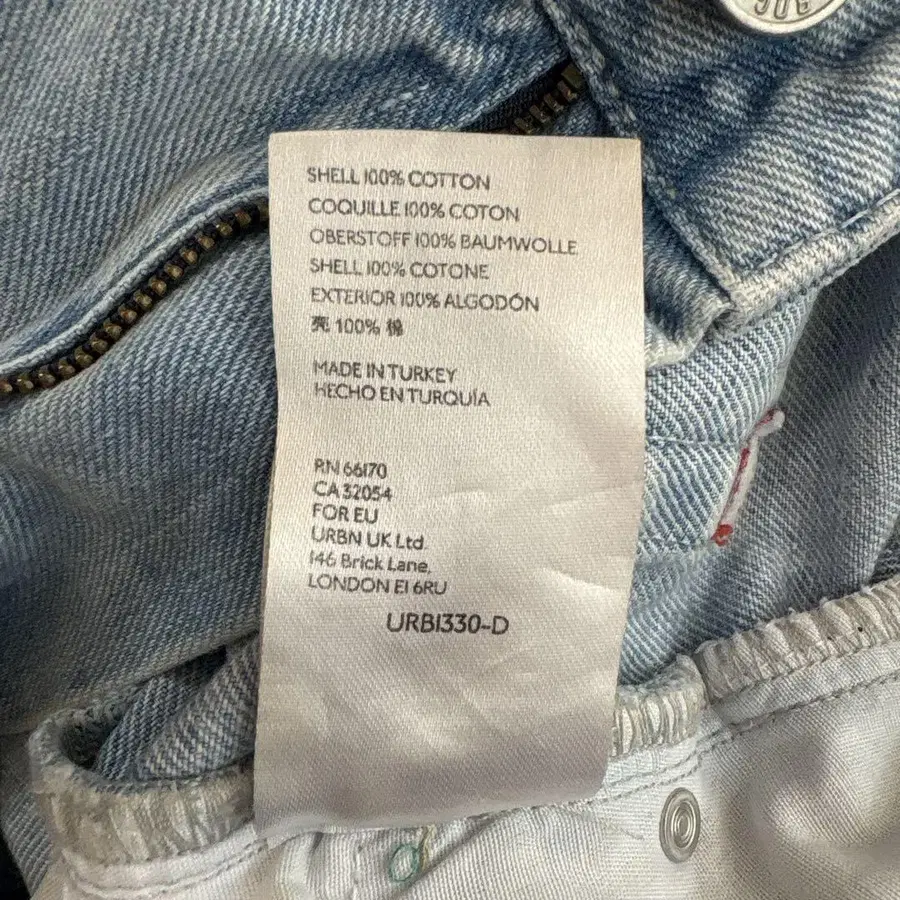 BDG
SHELL 100% COTTON
COQUILLE 100% COTON
OBERSTOFF 100% BAUMWOLLE
SHELL 100% COTONE
EXTERIOR 100% ALGODÓN
壳 100% 棉
MADE IN TURKEY
HECHO EN TURQUÍA
RN 66170
CA 32054
FOR EU
URBN UK Ltd.
146 Brick Lane,
LONDON E1 6RU
URB1330-D